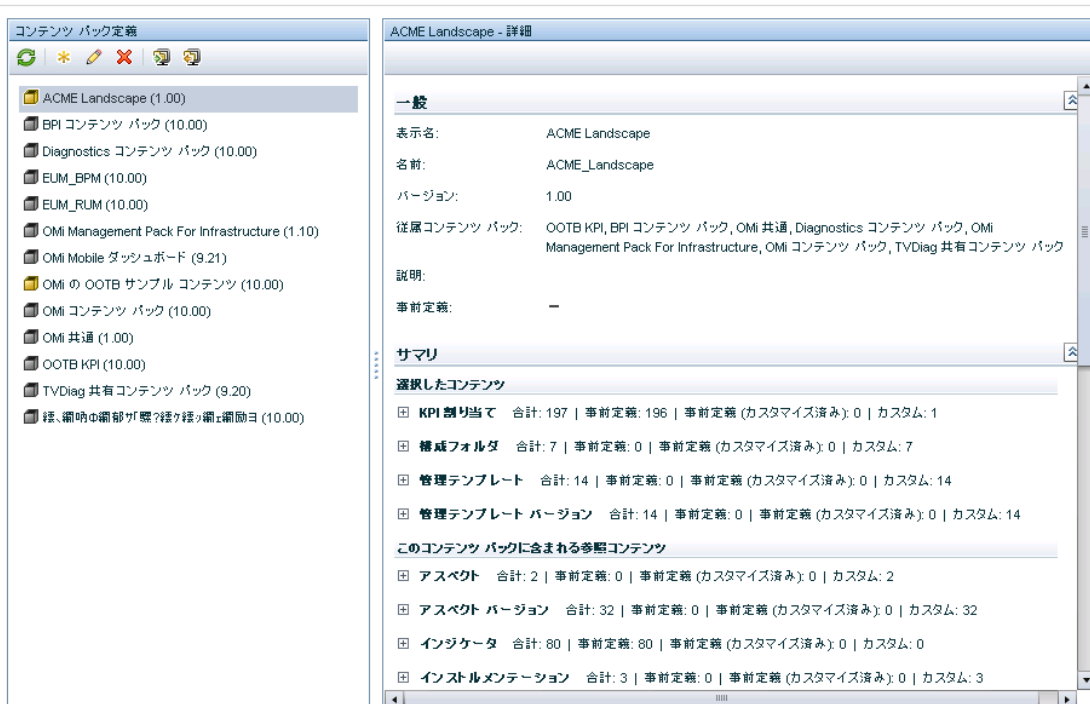 コンテンツ パック定義
ACME Landscape (1.00)
BPI コンテンツ パック (10.00)
Diagnostics コンテンツ パック (10.00)
EUM_BPM (10.00)
EUM_RUM (10.00)
OMi Management Pack For Infrastructure (1.10)
OMi Mobile ダッシュボード (9.21)
OMi の OOTB サンプル コンテンツ (10.00)
OMi コンテンツ パック (10.00)
OMi 共通 (1.00)
OOTB KPI (10.00)
TVDiag 共有コンテンツ パック (9.20)
(10.00)
ACME Landscape - 詳細
一般
表示名: ACME Landscape
名前: ACME_Landscape
バージョン: 1.00
従属コンテンツ パック: OOTB KPI, BPI コンテンツ パック, OMi 共通, Diagnostics コンテンツ パック, OMi
Management Pack For Infrastructure, OMi コンテンツ パック, TVDiag 共有コンテンツ パック
説明:
事前定義: –
サマリ
選択したコンテンツ
KPI 割り当て 合計: 197 | 事前定義: 196 | 事前定義 (カスタマイズ済み): 0 | カスタム: 1
構成フォルダ 合計: 7 | 事前定義: 0 | 事前定義 (カスタマイズ済み): 0 | カスタム: 7
管理テンプレート 合計: 14 | 事前定義: 0 | 事前定義 (カスタマイズ済み): 0 | カスタム: 14
管理テンプレート バージョン 合計: 14 | 事前定義: 0 | 事前定義 (カスタマイズ済み): 0 | カスタム: 14
このコンテンツ パックに含まれる参照コンテンツ
アスペクト 合計: 2 | 事前定義: 0 | 事前定義 (カスタマイズ済み): 0 | カスタム: 2
アスペクト バージョン 合計: 32 | 事前定義: 0 | 事前定義 (カスタマイズ済み): 0 | カスタム: 32
インジケータ 合計: 80 | 事前定義: 80 | 事前定義 (カスタマイズ済み): 0 | カスタム: 0
インストルメンテーション 合計: 3 | 事前定義: 0 | 事前定義 (カスタマイズ済み): 0 | カスタム: 3